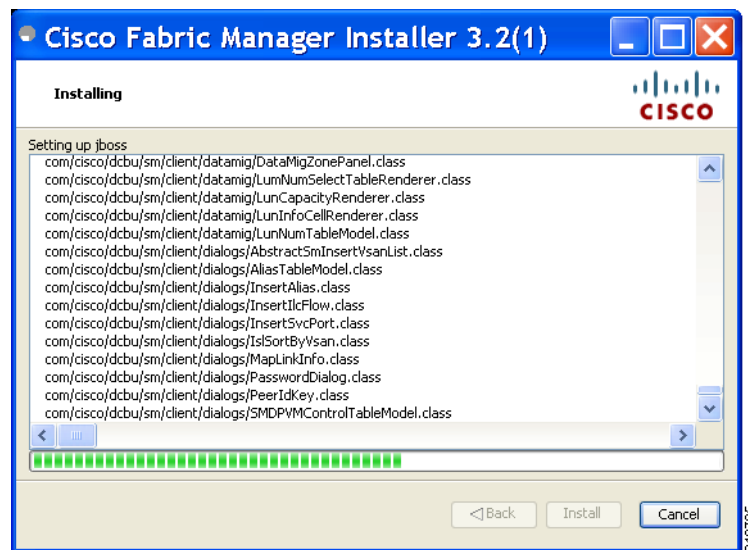 Cisco Fabric Manager Installer 3.2(1)
Installing
CISCO
Setting up jboss
com/cisco/dcbu/sm/client/datamig/DataMigZonePanel.class
com/cisco/dcbu/sm/client/datamig/LumNumSelectTableRenderer.class
com/cisco/dcbu/sm/client/datamig/LunCapacityRenderer.class
com/cisco/dcbu/sm/client/datamig/LunInfoCellRenderer.class
com/cisco/dcbu/sm/client/datamig/LunNumTableModel.class
com/cisco/dcbu/sm/client/dialogs/AbstractSmInsertVsanList.class
com/cisco/dcbu/sm/client/dialogs/AliasTableModel.class
com/cisco/dcbu/sm/client/dialogs/InsertAlias.class
com/cisco/dcbu/sm/client/dialogs/InsertIlcFlow.class
com/cisco/dcbu/sm/client/dialogs/InsertSvcPort.class
com/cisco/dcbu/sm/client/dialogs/IslSortByVsan.class
com/cisco/dcbu/sm/client/dialogs/MapLinkInfo.class
com/cisco/dcbu/sm/client/dialogs/PasswordDialog.class
com/cisco/dcbu/sm/client/dialogs/PeerIdKey.class
com/cisco/dcbu/sm/client/dialogs/SMDPVMControlTableModel.class
Back
Install
Cancel